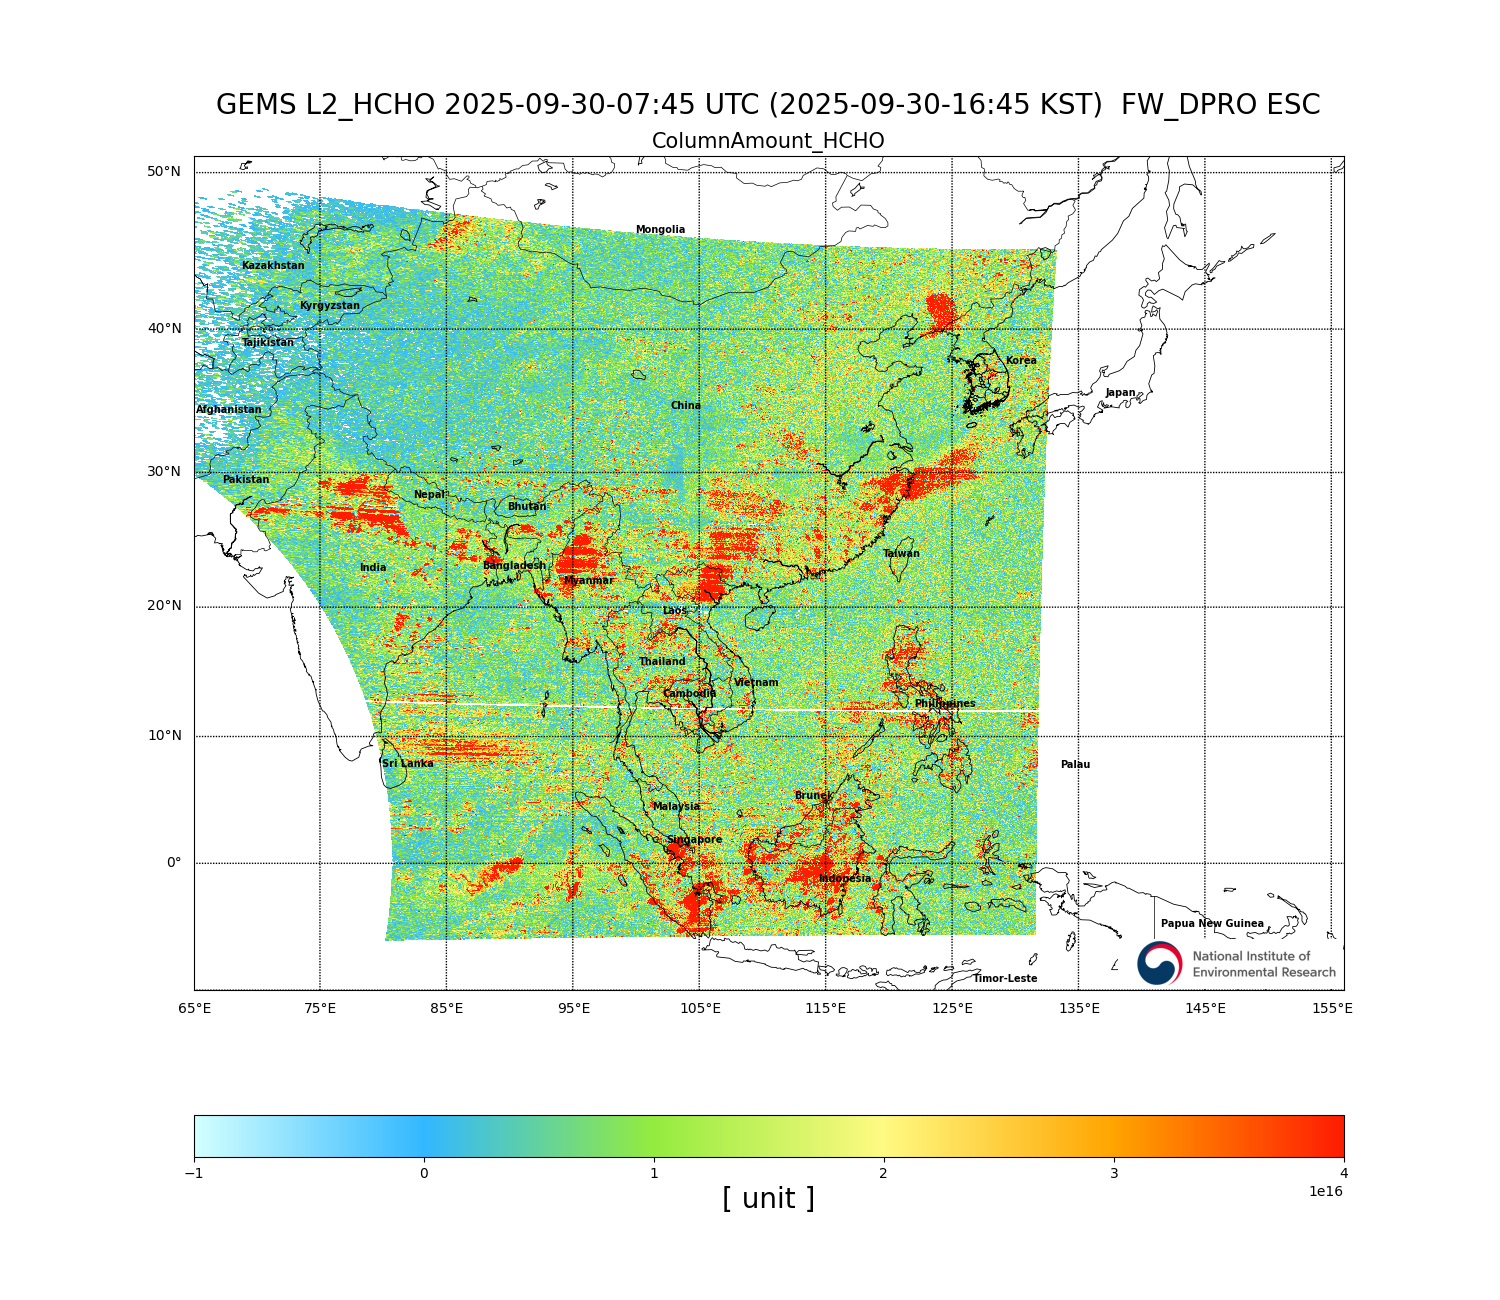 GEMS L2_HCHO 2025-09-30-07:45 UTC (2025-09-30-16:45 KST)  FW_DPRO ESC
ColumnAmount_HCHO
50°N
Mongolia
Kazakhstan
Kyrgyzstan
40°N
Tajikistan
Korea
Japan
Afghanistan
China
30°N
Pakistan
Nepal
Bhutan
Taiwan
India
Bangladesh
Myanmar
20°N
Laos
Thailand
Vietnam
Cambodia
Philippines
10°N
Sri Lanka
Palau
Brunei
Malaysia
Singapore
0°
Indonesia
Papua New Guinea
National Institute of
Environmental Research
Timor-Leste
65°E 75°E 85°E 95°E 105°E 115°E 125°E 135°E 145°E 155°E
−1 0 1 2 3 4
1e16
[ unit ]